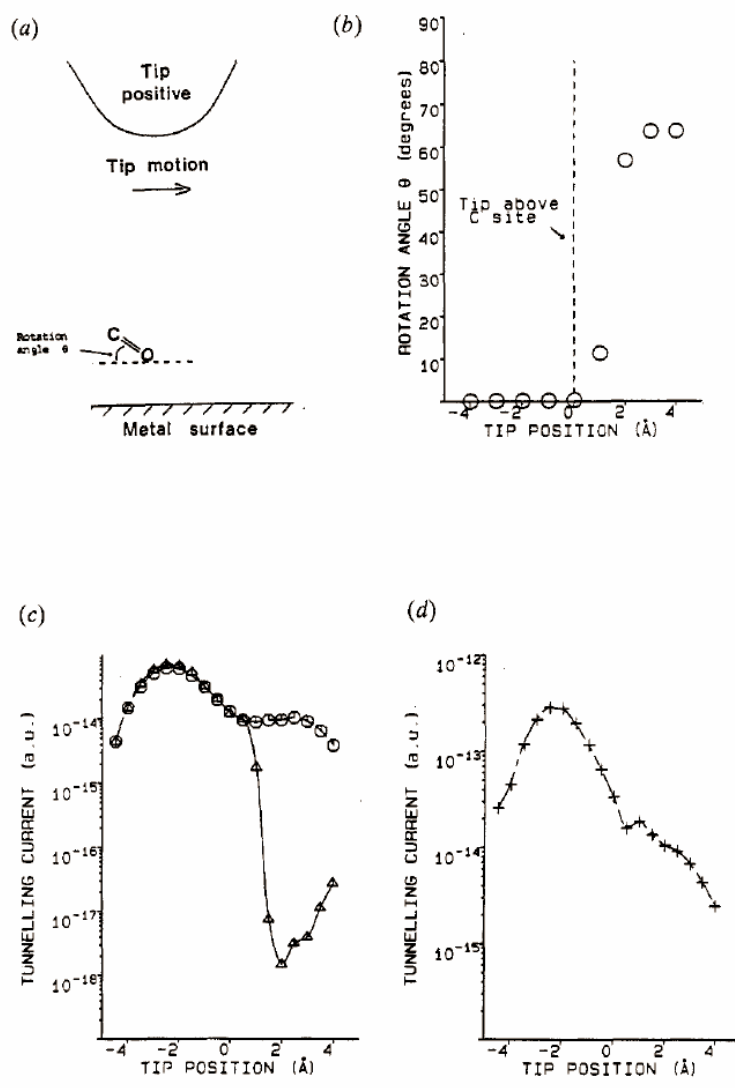 (a)
Tip
positive
Tip motion
C
O
Rotation
angle θ
Metal surface
(b)
ROTATION ANGLE θ (degrees)
90
80
70
60
50
40
30
20
10
Tip above
C site
-4 -2 0 2 4
TIP POSITION (Å)
(c)
TUNNELLING CURRENT (a.u.)
10⁻¹⁴
10⁻¹⁵
10⁻¹⁶
10⁻¹⁷
10⁻¹⁸
-4 -2 0 2 4
TIP POSITION (Å)
(d)
TUNNELLING CURRENT (a.u.)
10⁻¹²
10⁻¹³
10⁻¹⁴
10⁻¹⁵
-4 -2 0 2 4
TIP POSITION (Å)